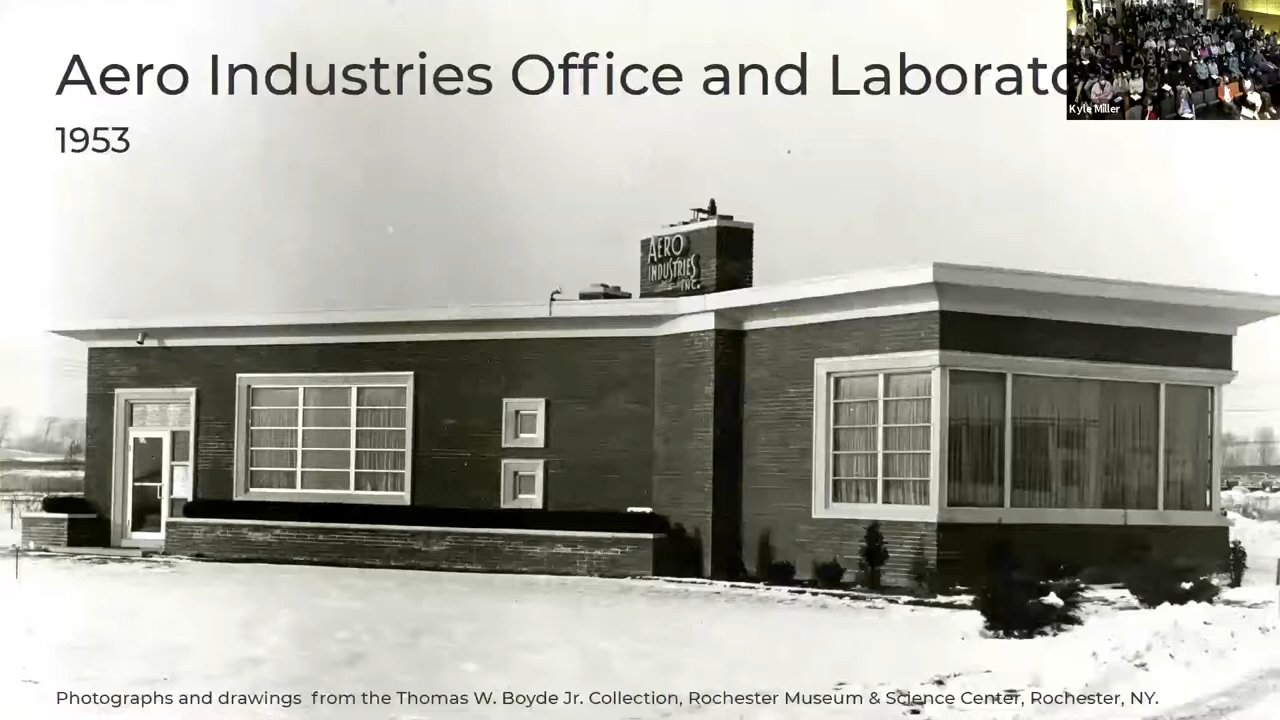 Aero Industries Office and Laborato
Kyle Miller
1953
AERO
INDUSTRIES
INC.
Photographs and drawings from the Thomas W. Boyde Jr. Collection, Rochester Museum & Science Center, Rochester, NY.